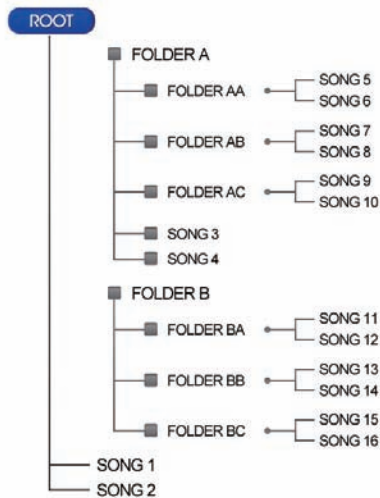 ROOT
FOLDER A
FOLDER AA
SONG 5
SONG 6
FOLDER AB
SONG 7
SONG 8
FOLDER AC
SONG 9
SONG 10
SONG 3
SONG 4
FOLDER B
FOLDER BA
SONG 11
SONG 12
FOLDER BB
SONG 13
SONG 14
FOLDER BC
SONG 15
SONG 16
SONG 1
SONG 2